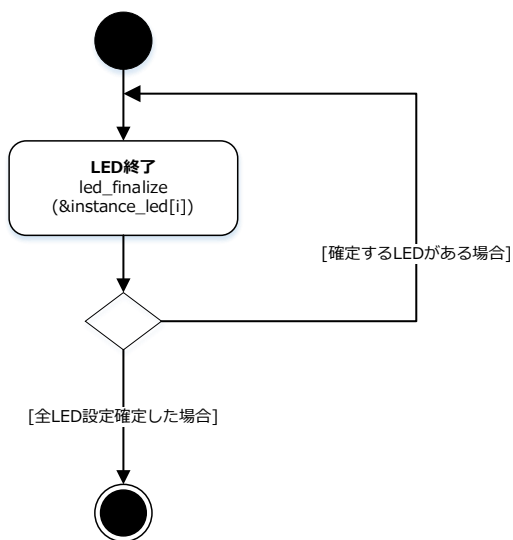 LED終了
led_finalize
(&instance_led[i])
[確定するLEDがある場合]
[全LED設定確定した場合]